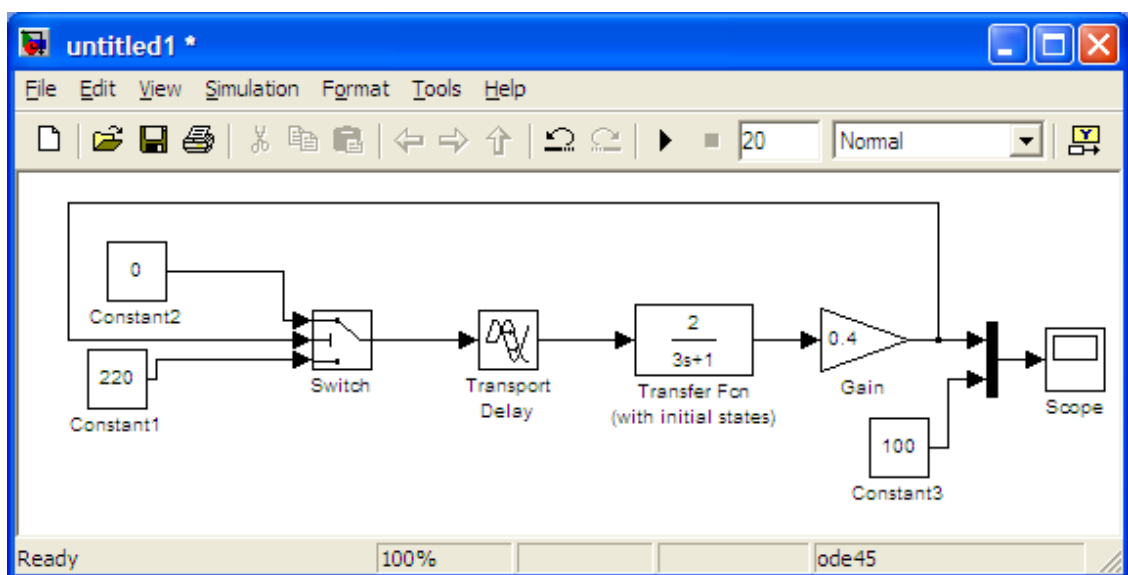 untitled1 *
File Edit View Simulation Format Tools Help
20 Normal
0
Constant2
220
Constant1
Switch
Transport
Delay
2
3s+1
Transfer Fcn
(with initial states)
0.4
Gain
100
Constant3
Scope
Ready 100% ode45